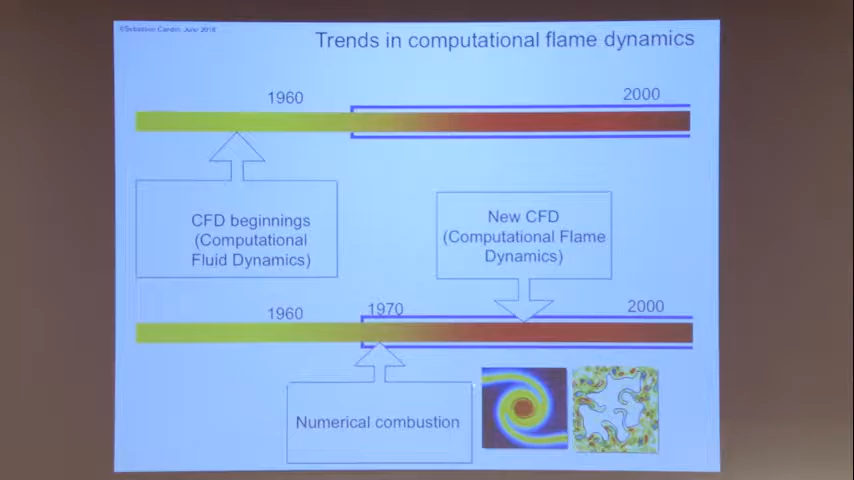 ©Sebastien Candel, June 2015
Trends in computational flame dynamics
1960
2000
CFD beginnings
(Computational
Fluid Dynamics)
New CFD
(Computational Flame
Dynamics)
1960
1970
2000
Numerical combustion